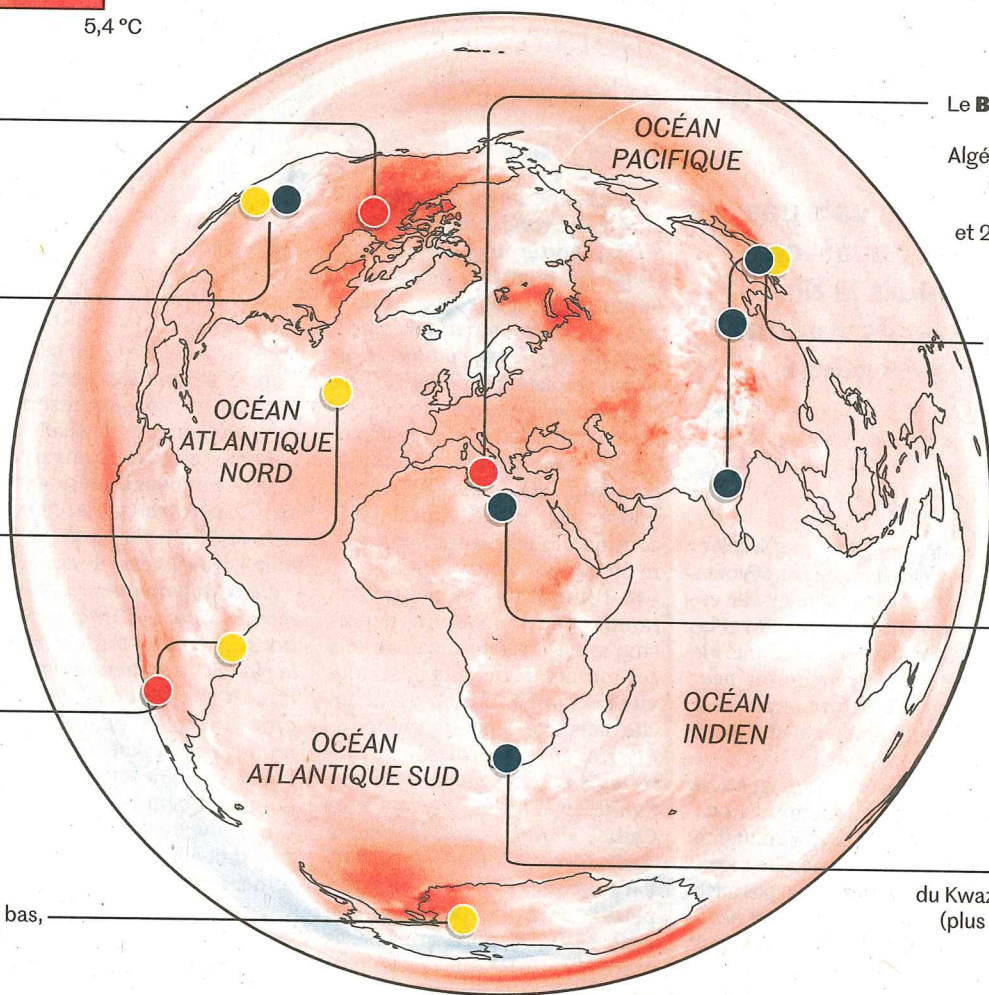 5,4 °C
Le B
OCÉAN
PACIFIQUE
Algé
et 2
OCÉAN
ATLANTIQUE
NORD
OCÉAN
INDIEN
OCÉAN
ATLANTIQUE SUD
bas,
du Kwaz
(plus